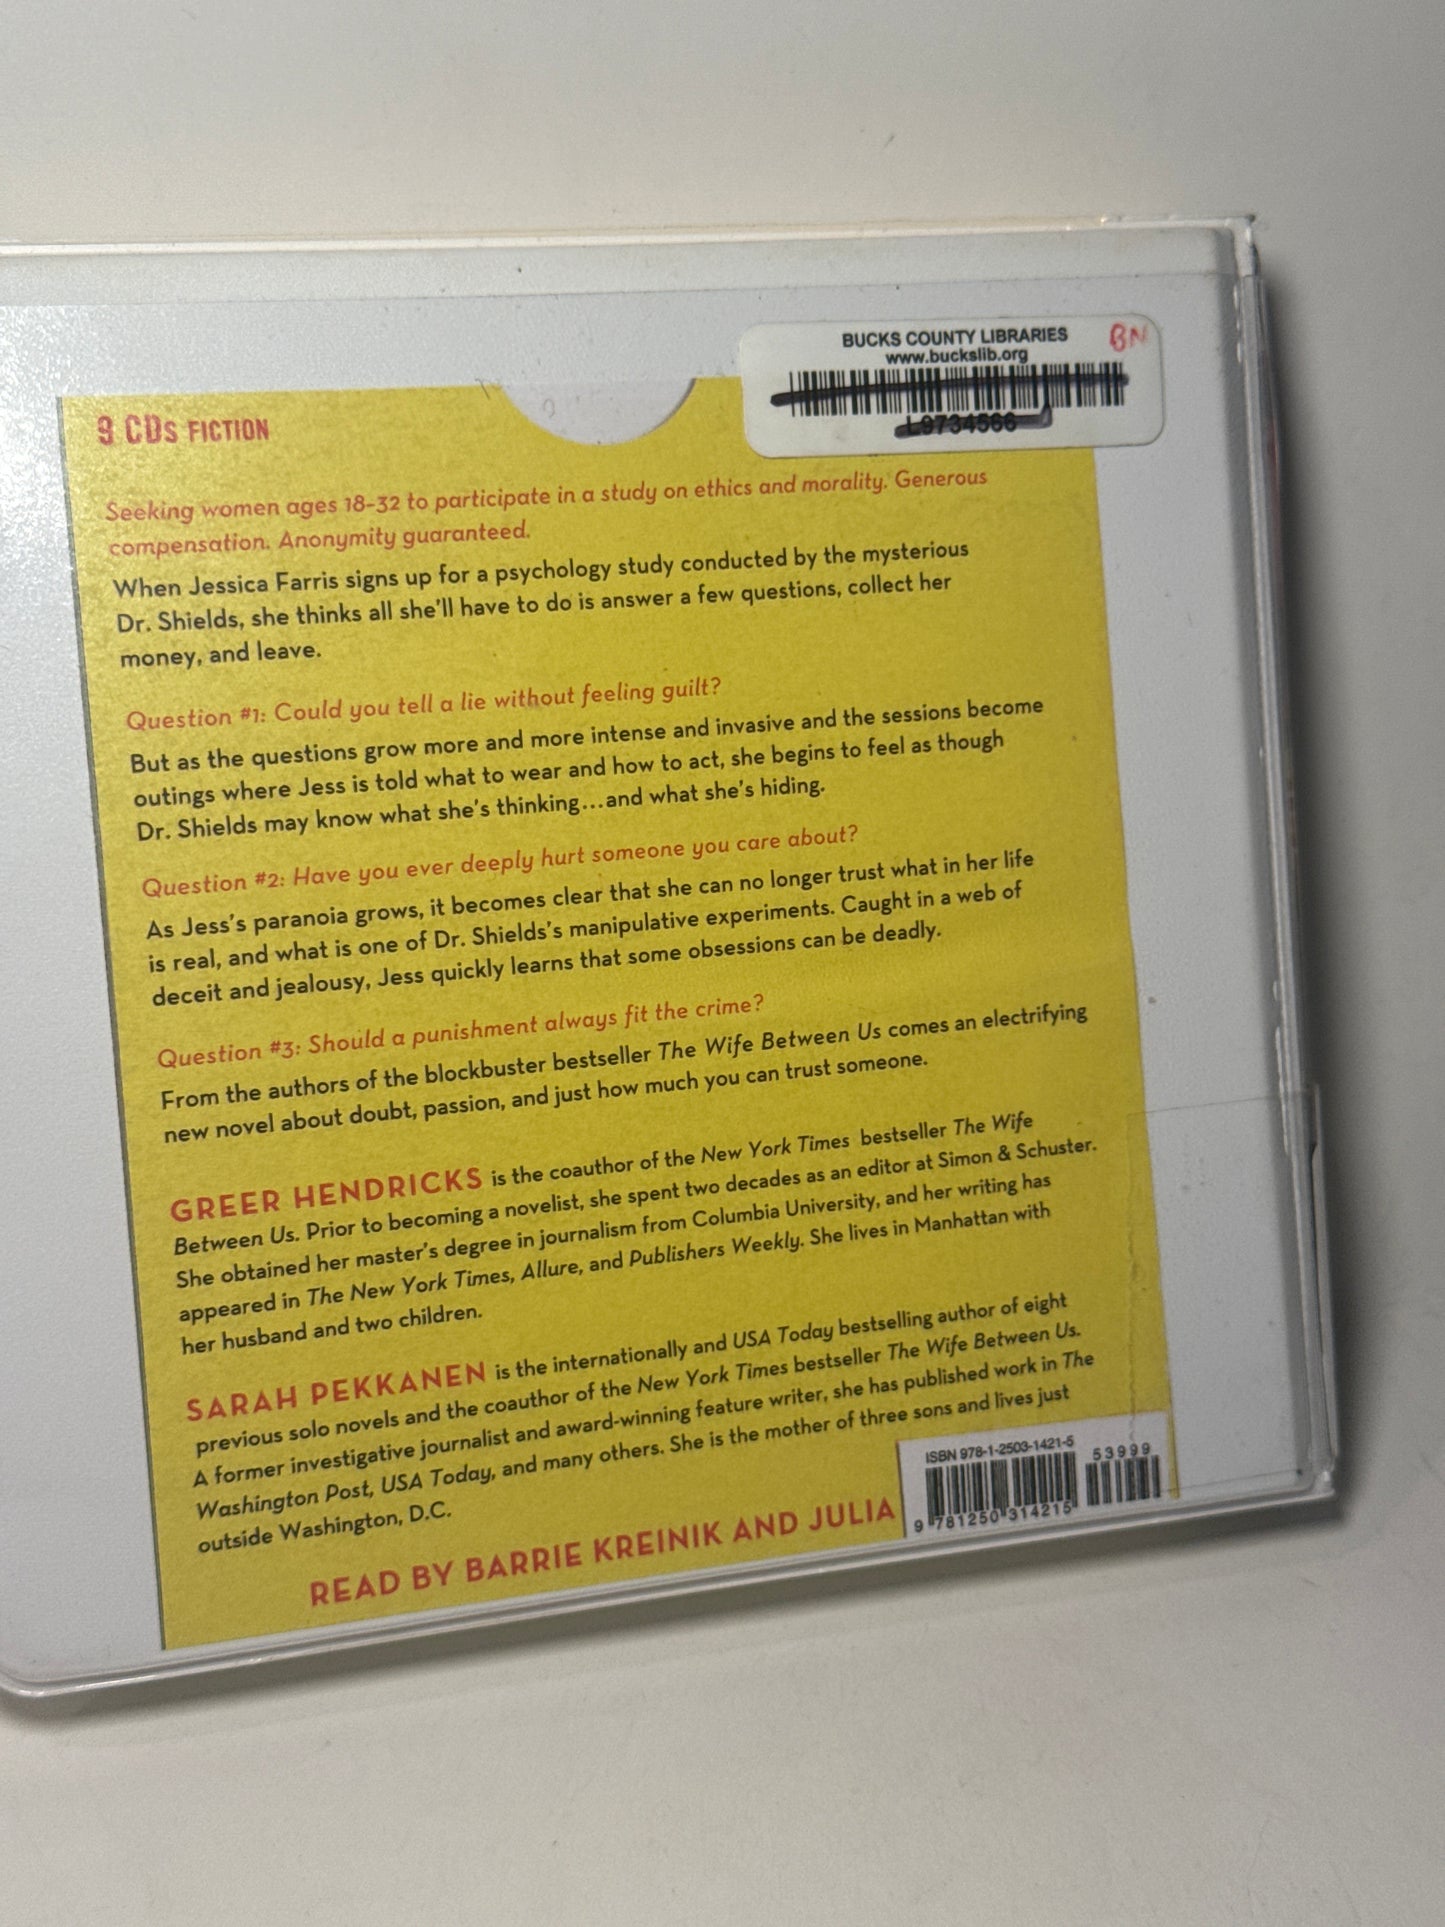 BUCKS COUNTY LIBRARIES BN
www.buckslib.org
L9734566
9 CDs FICTION
Seeking women ages 18-32 to participate in a study on ethics and morality. Generous
compensation. Anonymity guaranteed.
When Jessica Farris signs up for a psychology study conducted by the mysterious
Dr. Shields, she thinks all she'll have to do is answer a few questions, collect her
money, and leave.
Question #1: Could you tell a lie without feeling guilt?
But as the questions grow more and more intense and invasive and the sessions become
outings where Jess is told what to wear and how to act, she begins to feel as though
Dr. Shields may know what she's thinking...and what she's hiding.
Question #2: Have you ever deeply hurt someone you care about?
As Jess's paranoia grows, it becomes clear that she can no longer trust what in her life
is real, and what is one of Dr. Shields's manipulative experiments. Caught in a web of
deceit and jealousy, Jess quickly learns that some obsessions can be deadly.
Question #3: Should a punishment always fit the crime?
From the authors of the blockbuster bestseller The Wife Between Us comes an electrifying
new novel about doubt, passion, and just how much you can trust someone.
GREER HENDRICKS is the coauthor of the New York Times bestseller The Wife
Between Us. Prior to becoming a novelist, she spent two decades as an editor at Simon & Schuster.
She obtained her master's degree in journalism from Columbia University, and her writing has
appeared in The New York Times, Allure, and Publishers Weekly. She lives in Manhattan with
her husband and two children.
SARAH PEKKANEN is the internationally and USA Today bestselling author of eight
previous solo novels and the coauthor of the New York Times bestseller The Wife Between Us.
A former investigative journalist and award-winning feature writer, she has published work in The
Washington Post, USA Today, and many others. She is the mother of three sons and lives just
outside Washington, D.C.
READ BY BARRIE KREINIK AND JULIA
ISBN 978-1-2503-1421-5
53999
9 781250 314215